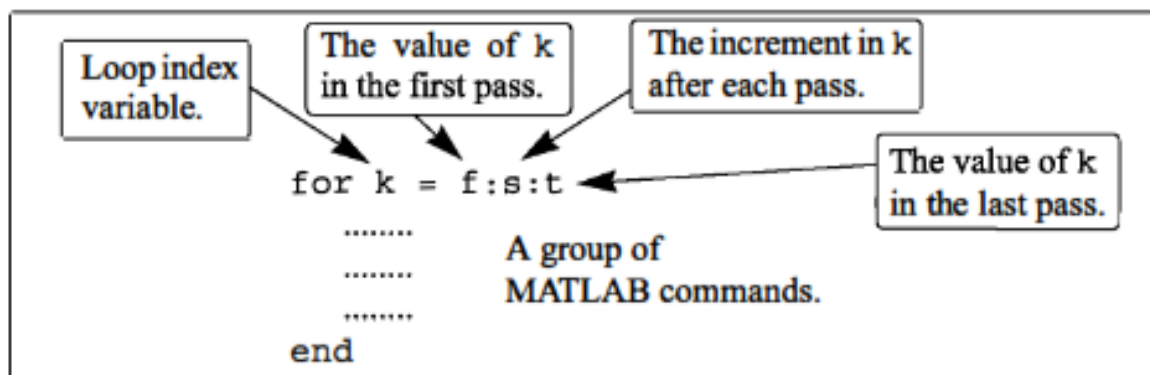 Loop index
variable.
The value of k
in the first pass.
The increment in k
after each pass.
for k = f:s:t
The value of k
in the last pass.
........
........
........
A group of
MATLAB commands.
end